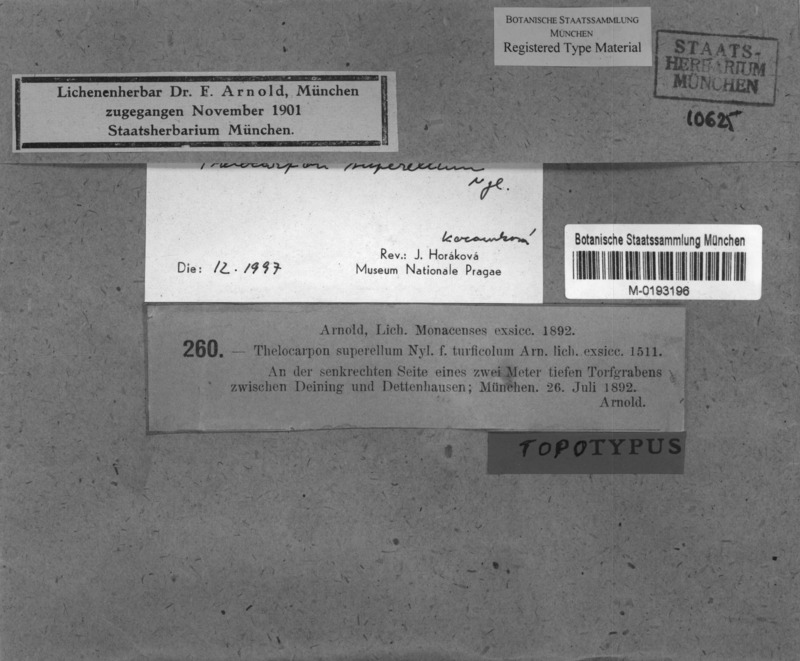 BOTANISCHE STAATSSAMMLUNG
MÜNCHEN
Registered Type Material
STAATS-
HERBARIUM
MÜNCHEN
10625
Lichenenherbar Dr. F. Arnold, München
zugegangen November 1901
Staatsherbarium München.
Thelocarpon superellum
Nyl.
Kocourková
Rev.: J. Horáková
Die: 12.1997
Museum Nationale Pragae
Botanische Staatssammlung München
M-0193196
Arnold, Lich. Monacenses exsicc. 1892.
260. — Thelocarpon superellum Nyl. f. turficolum Arn. lich. exsicc. 1511.
An der senkrechten Seite eines zwei Meter tiefen Torfgrabens
zwischen Deining und Dettenhausen; München. 26. Juli 1892.
Arnold.
TOPOTYPUS